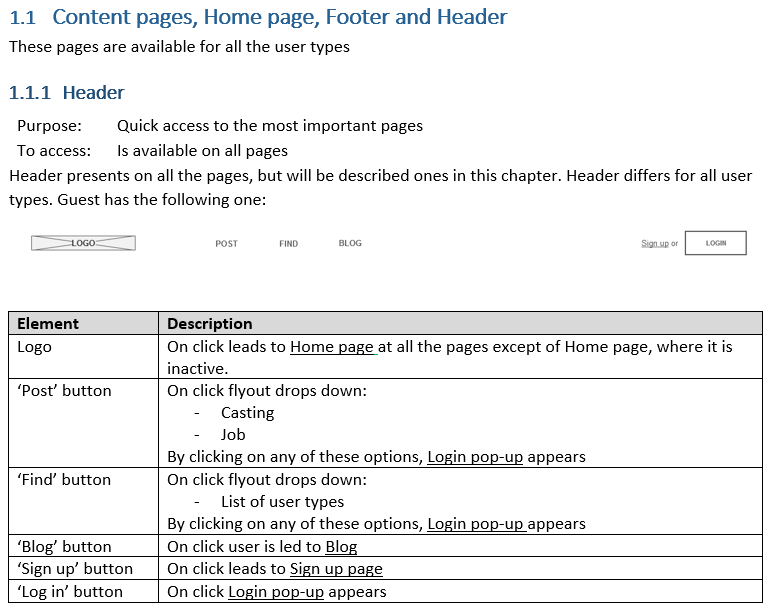 1.1 Content pages, Home page, Footer and Header
These pages are available for all the user types
1.1.1 Header
Purpose: Quick access to the most important pages
To access: Is available on all pages
Header presents on all the pages, but will be described ones in this chapter. Header differs for all user
types. Guest has the following one:
LOGO POST FIND BLOG Sign up or LOGIN
Element Description
Logo On click leads to Home page at all the pages except of Home page, where it is
inactive.
‘Post’ button On click flyout drops down:
- Casting
- Job
By clicking on any of these options, Login pop-up appears
‘Find’ button On click flyout drops down:
- List of user types
By clicking on any of these options, Login pop-up appears
‘Blog’ button On click user is led to Blog
‘Sign up’ button On click leads to Sign up page
‘Log in’ button On click Login pop-up appears